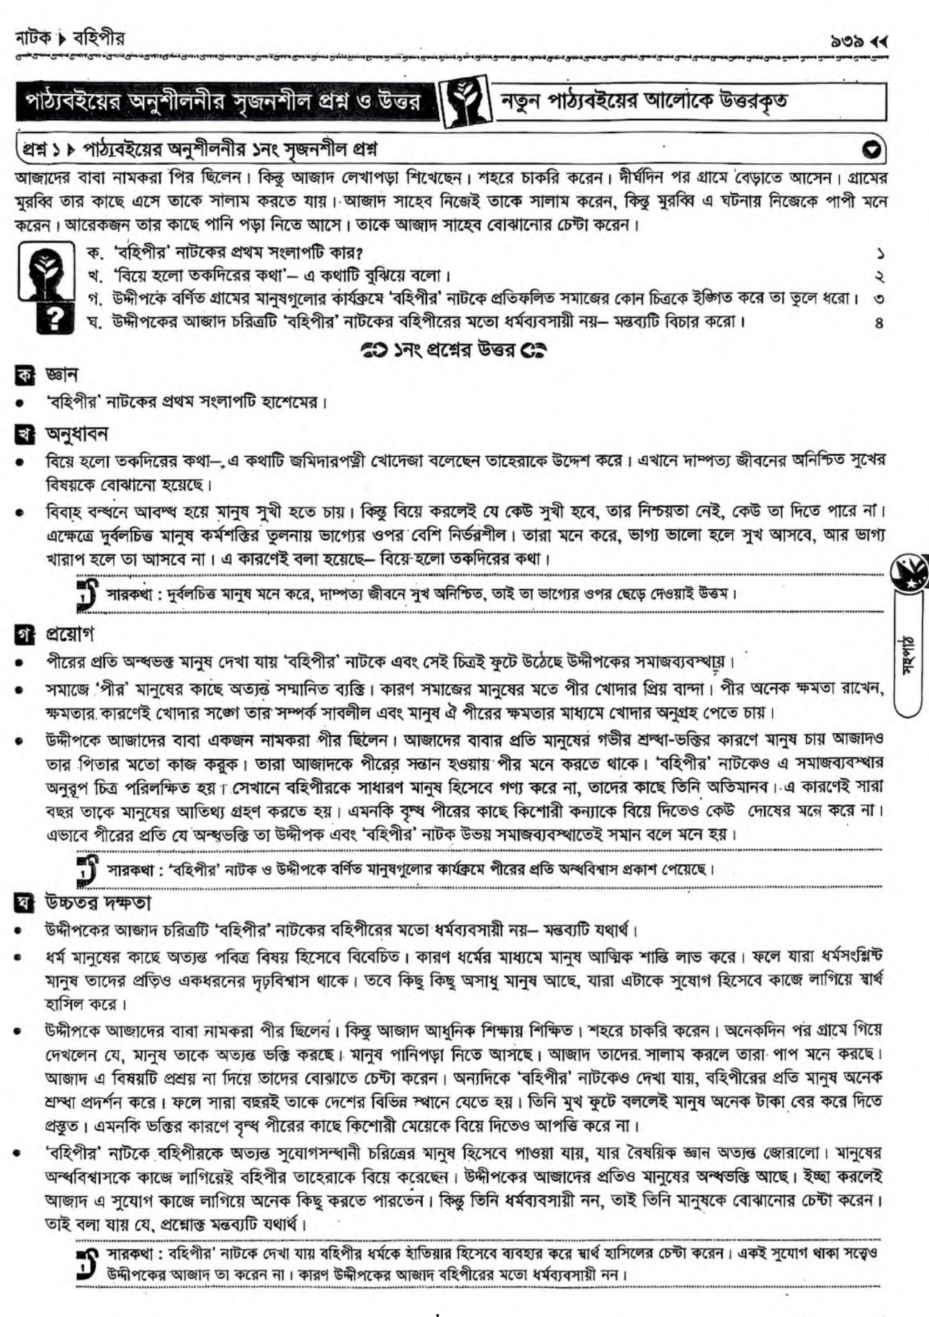 নাটক ▶ বহিপীর ৯৩৯ ◀◀
পাঠ্যবইয়ের অনুশীলনীর সৃজনশীল প্রশ্ন ও উত্তর নতুন পাঠ্যবইয়ের আলোকে উত্তরকৃত
প্রশ্ন ১ ▶ পাঠ্যবইয়ের অনুশীলনীর ১নং সৃজনশীল প্রশ্ন
আজাদের বাবা নামকরা পির ছিলেন। কিন্তু আজাদ লেখাপড়া শিখেছেন। শহরে চাকরি করেন। দীর্ঘদিন পর গ্রামে বেড়াতে আসেন। গ্রামের
মুরব্বি তার কাছে এসে তাকে সালাম করতে যায়। আজাদ সাহেব নিজেই তাকে সালাম করেন, কিন্তু মুরব্বি এ ঘটনায় নিজেকে পাপী মনে
করেন। আরেকজন তার কাছে পানি পড়া নিতে আসে। তাকে আজাদ সাহেব বোঝানোর চেষ্টা করেন।
ক. ‘বহিপীর’ নাটকের প্রথম সংলাপটি কার? ১
খ. ‘বিয়ে হলো তকদিরের কথা’– এ কথাটি বুঝিয়ে বলো। ২
গ. উদ্দীপকে বর্ণিত গ্রামের মানুষগুলোর কার্যক্রমে ‘বহিপীর’ নাটকে প্রতিফলিত সমাজের কোন চিত্রকে ইঙ্গিত করে তা তুলে ধরো। ৩
ঘ. উদ্দীপকের আজাদ চরিত্রটি ‘বহিপীর’ নাটকের বহিপীরের মতো ধর্মব্যবসায়ী নয়– মন্তব্যটি বিচার করো। ৪
১নং প্রশ্নের উত্তর
ক জ্ঞান
● ‘বহিপীর’ নাটকের প্রথম সংলাপটি হাশেমের।
খ অনুধাবন
● বিয়ে হলো তকদিরের কথা–এ কথাটি জমিদারপত্নী খোদেজা বলেছেন তাহেরাকে উদ্দেশ করে। এখানে দাম্পত্য জীবনের অনিশ্চিত সুখের
বিষয়কে বোঝানো হয়েছে।
● বিবাহ বন্ধনে আবদ্ধ হয়ে মানুষ সুখী হতে চায়। কিন্তু বিয়ে করলেই যে কেউ সুখী হবে, তার নিশ্চয়তা নেই, কেউ তা দিতে পারে না।
এক্ষেত্রে দুর্বলচিত্ত মানুষ কর্মশক্তির তুলনায় ভাগ্যের ওপর বেশি নির্ভরশীল। তারা মনে করে, ভাগ্য ভালো হলে সুখ আসবে, আর ভাগ্য
খারাপ হলে তা আসবে না। এ কারণেই বলা হয়েছে– বিয়ে হলো তকদিরের কথা।
সারকথা : দুর্বলচিত্ত মানুষ মনে করে, দাম্পত্য জীবনে সুখ অনিশ্চিত, তাই তা ভাগ্যের ওপর ছেড়ে দেওয়াই উত্তম।
গ প্রয়োগ
● পীরের প্রতি অন্ধভক্ত মানুষ দেখা যায় ‘বহিপীর’ নাটকে এবং সেই চিত্রই ফুটে উঠেছে উদ্দীপকের সমাজব্যবস্থায়।
● সমাজে ‘পীর’ মানুষের কাছে অত্যন্ত সম্মানিত ব্যক্তি। কারণ সমাজের মানুষের মতে পীর খোদার প্রিয় বান্দা। পীর অনেক ক্ষমতা রাখেন,
ক্ষমতার কারণেই খোদার সঙ্গে তার সম্পর্ক সাবলীল এবং মানুষ ঐ পীরের ক্ষমতার মাধ্যমে খোদার অনুগ্রহ পেতে চায়।
● উদ্দীপকে আজাদের বাবা একজন নামকরা পীর ছিলেন। আজাদের বাবার প্রতি মানুষের গভীর শ্রদ্ধা-ভক্তির কারণে মানুষ চায় আজাদও
তার পিতার মতো কাজ করুক। তারা আজাদকে পীরের সন্তান হওয়ায় পীর মনে করতে থাকে। ‘বহিপীর’ নাটকেও এ সমাজব্যবস্থার
অনুরূপ চিত্র পরিলক্ষিত হয়। সেখানে বহিপীরকে সাধারণ মানুষ হিসেবে গণ্য করে না, তাদের কাছে তিনি অতিমানব। এ কারণেই সারা
বছর তাকে মানুষের আতিথ্য গ্রহণ করতে হয়। এমনকি বৃদ্ধ পীরের কাছে কিশোরী কন্যাকে বিয়ে দিতেও কেউ দোষের মনে করে না।
এভাবে পীরের প্রতি যে অন্ধভক্তি তা উদ্দীপক এবং ‘বহিপীর’ নাটক উভয় সমাজব্যবস্থাতেই সমান বলে মনে হয়।
সারকথা : ‘বহিপীর’ নাটক ও উদ্দীপকে বর্ণিত মানুষগুলোর কার্যক্রমে পীরের প্রতি অন্ধবিশ্বাস প্রকাশ পেয়েছে।
ঘ উচ্চতর দক্ষতা
● উদ্দীপকের আজাদ চরিত্রটি ‘বহিপীর’ নাটকের বহিপীরের মতো ধর্মব্যবসায়ী নয়– মন্তব্যটি যথার্থ।
● ধর্ম মানুষের কাছে অত্যন্ত পবিত্র বিষয় হিসেবে বিবেচিত। কারণ ধর্মের মাধ্যমে মানুষ আত্মিক শান্তি লাভ করে। ফলে যারা ধর্মসংশ্লিষ্ট
মানুষ তাদের প্রতিও একধরনের দৃঢ়বিশ্বাস থাকে। তবে কিছু কিছু অসাধু মানুষ আছে, যারা এটাকে সুযোগ হিসেবে কাজে লাগিয়ে স্বার্থ
হাসিল করে।
● উদ্দীপকে আজাদের বাবা নামকরা পীর ছিলেন। কিন্তু আজাদ আধুনিক শিক্ষায় শিক্ষিত। শহরে চাকরি করেন। অনেকদিন পর গ্রামে গিয়ে
দেখলেন যে, মানুষ তাকে অত্যন্ত ভক্তি করছে। মানুষ পানিপড়া নিতে আসছে। আজাদ তাদের সালাম করলে তারা পাপ মনে করছে।
আজাদ এ বিষয়টি প্রশ্রয় না দিয়ে তাদের বোঝাতে চেষ্টা করেন। অন্যদিকে ‘বহিপীর’ নাটকেও দেখা যায়, বহিপীরের প্রতি মানুষ অনেক
শ্রদ্ধা প্রদর্শন করে। ফলে সারা বছরই তাকে দেশের বিভিন্ন স্থানে যেতে হয়। তিনি মুখ ফুটে বললেই মানুষ অনেক টাকা বের করে দিতে
প্রস্তুত। এমনকি ভক্তির কারণে বৃদ্ধ পীরের কাছে কিশোরী মেয়েকে বিয়ে দিতেও আপত্তি করে না।
● ‘বহিপীর’ নাটকে বহিপীরকে অত্যন্ত সুযোগসন্ধানী চরিত্রের মানুষ হিসেবে পাওয়া যায়, যার বৈষয়িক জ্ঞান অত্যন্ত জোরালো। মানুষের
অন্ধবিশ্বাসকে কাজে লাগিয়েই বহিপীর তাহেরাকে বিয়ে করেছেন। উদ্দীপকের আজাদের প্রতিও মানুষের অন্ধভক্তি আছে। ইচ্ছা করলেই
আজাদ এ সুযোগ কাজে লাগিয়ে অনেক কিছু করতে পারতেন। কিন্তু তিনি ধর্মব্যবসায়ী নন, তাই তিনি মানুষকে বোঝানোর চেষ্টা করেন।
তাই বলা যায় যে, প্রশ্নোক্ত মন্তব্যটি যথার্থ।
সারকথা : বহিপীর’ নাটকে দেখা যায় বহিপীর ধর্মকে হাতিয়ার হিসেবে ব্যবহার করে স্বার্থ হাসিলের চেষ্টা করেন। একই সুযোগ থাকা সত্ত্বেও
উদ্দীপকের আজাদ তা করেন না। কারণ উদ্দীপকের আজাদ বহিপীরের মতো ধর্মব্যবসায়ী নন।